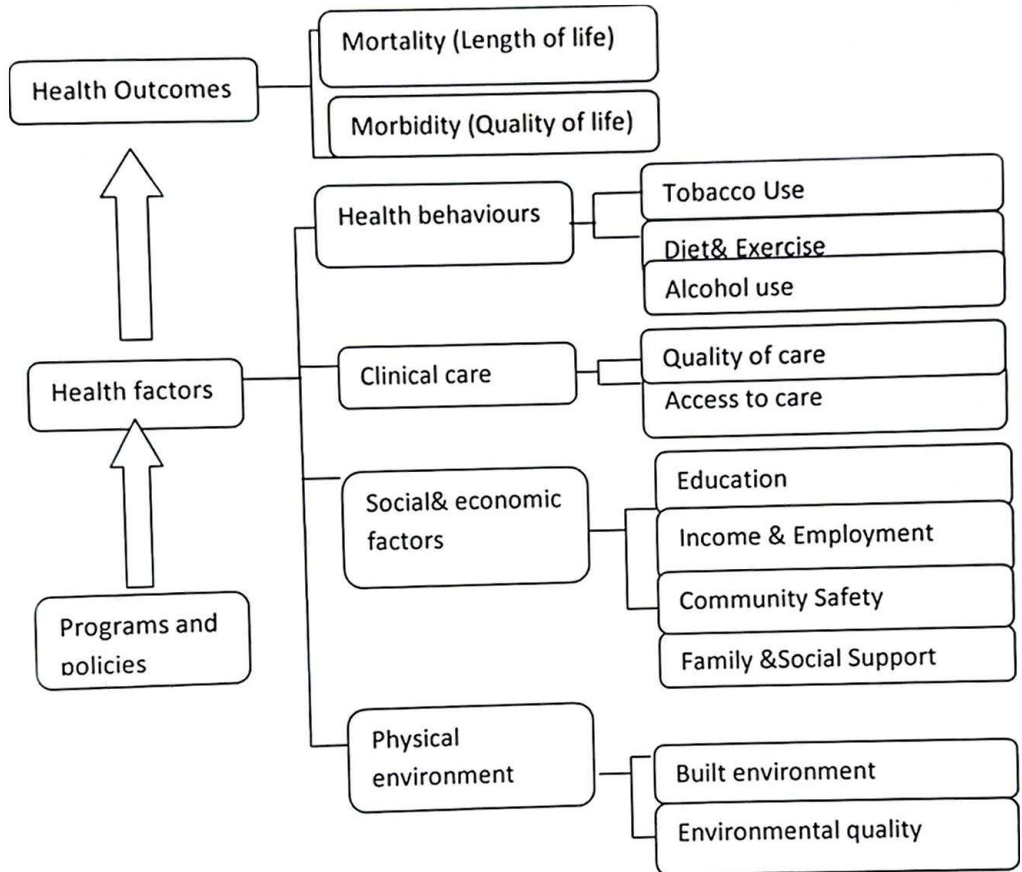 Mortality (Length of life)
Health Outcomes
Morbidity (Quality of life)
Health behaviours
Tobacco Use
Diet& Exercise
Alcohol use
Health factors
Clinical care
Quality of care
Access to care
Social& economic
factors
Education
Income & Employment
Community Safety
Family &Social Support
Programs and
policies
Physical
environment
Built environment
Environmental quality